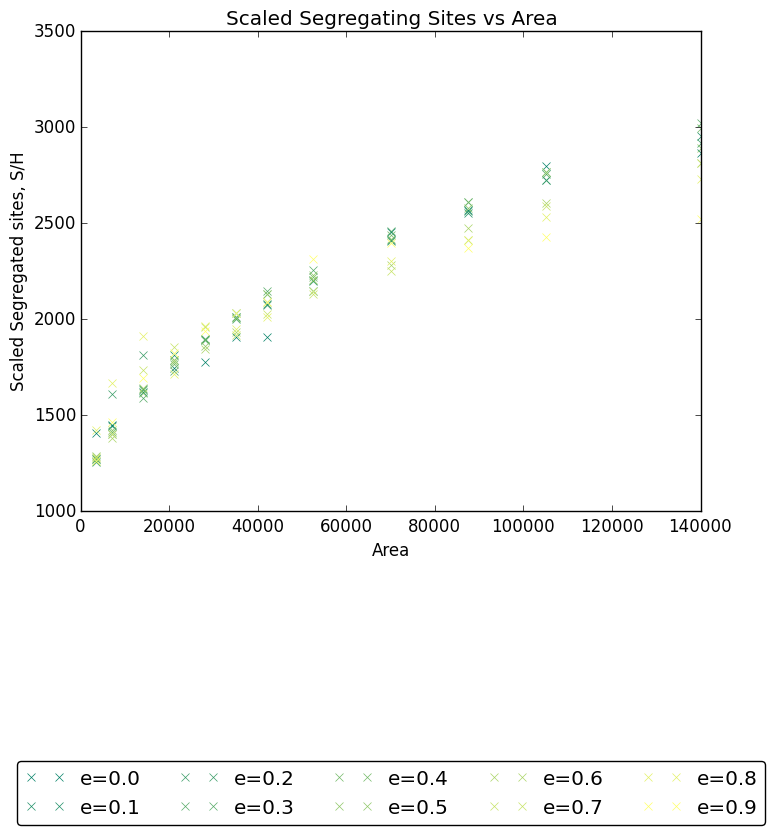 Scaled Segregating Sites vs Area
3500
3000
2500
2000
1500
1000
Scaled Segregated sites, S/H
0 20000 40000 60000 80000 100000 120000 140000
Area
e=0.0 e=0.2 e=0.4 e=0.6 e=0.8
e=0.1 e=0.3 e=0.5 e=0.7 e=0.9